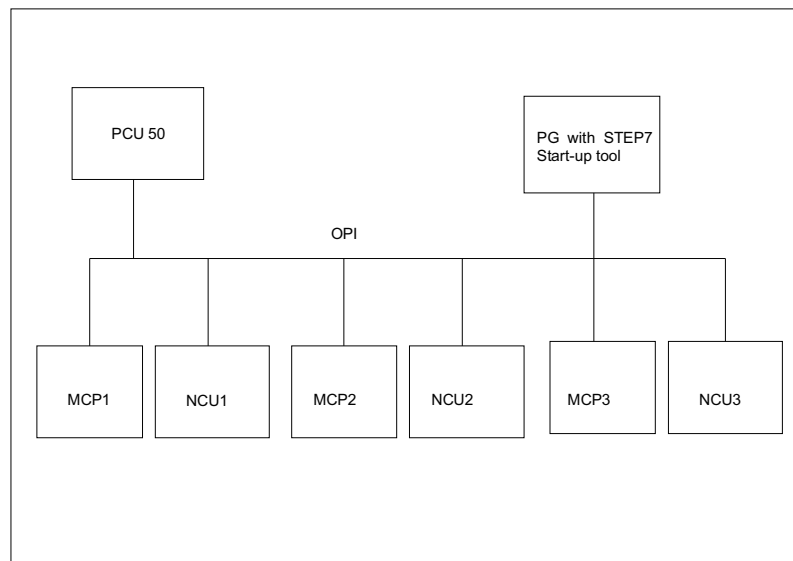 PCU 50
PG with STEP7
Start-up tool
OPI
MCP1
NCU1
MCP2
NCU2
MCP3
NCU3